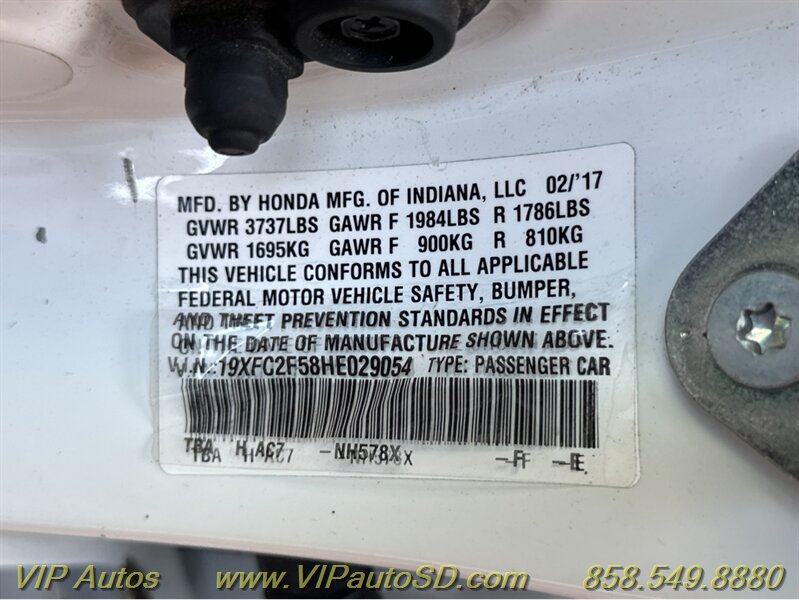 MFD. BY HONDA MFG. OF INDIANA, LLC 02/'17
GVWR 3737LBS GAWR F 1984LBS R 1786LBS
GVWR 1695KG GAWR F 900KG R 810KG
THIS VEHICLE CONFORMS TO ALL APPLICABLE
FEDERAL MOTOR VEHICLE SAFETY, BUMPER,
AND THEFT PREVENTION STANDARDS IN EFFECT
ON THE DATE OF MANUFACTURE SHOWN ABOVE.
V.I.N.:19XFC2F58HE029054 TYPE: PASSENGER CAR
TBA H AC7 -NH578X -F -E
VIP Autos www.VIPautoSD.com 858.549.8880